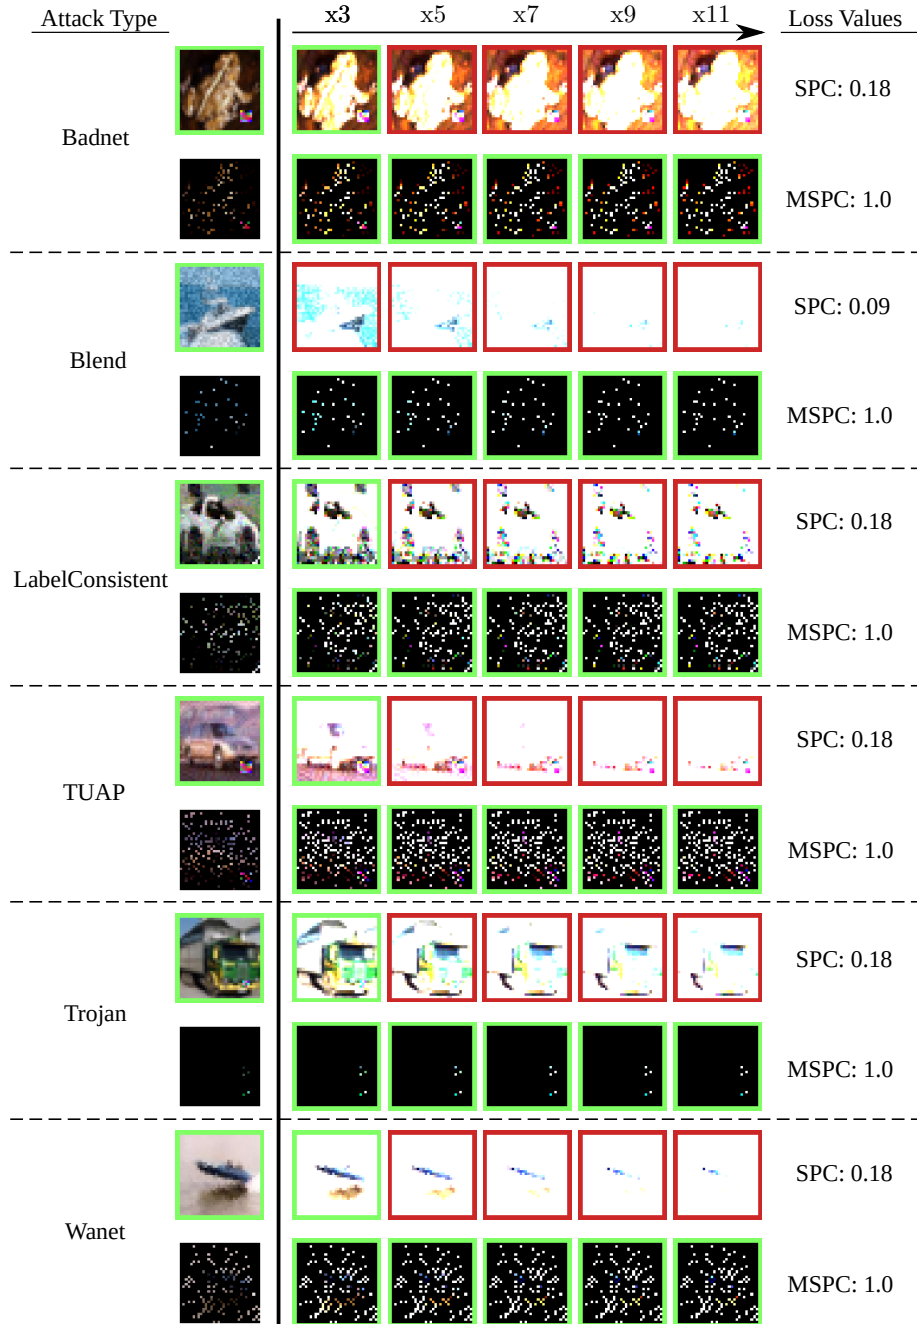 Attack Type x3 x5 x7 x9 x11 Loss Values
SPC: 0.18
Badnet
MSPC: 1.0
SPC: 0.09
Blend
MSPC: 1.0
SPC: 0.18
LabelConsistent
MSPC: 1.0
SPC: 0.18
TUAP
MSPC: 1.0
SPC: 0.18
Trojan
MSPC: 1.0
SPC: 0.18
Wanet
MSPC: 1.0